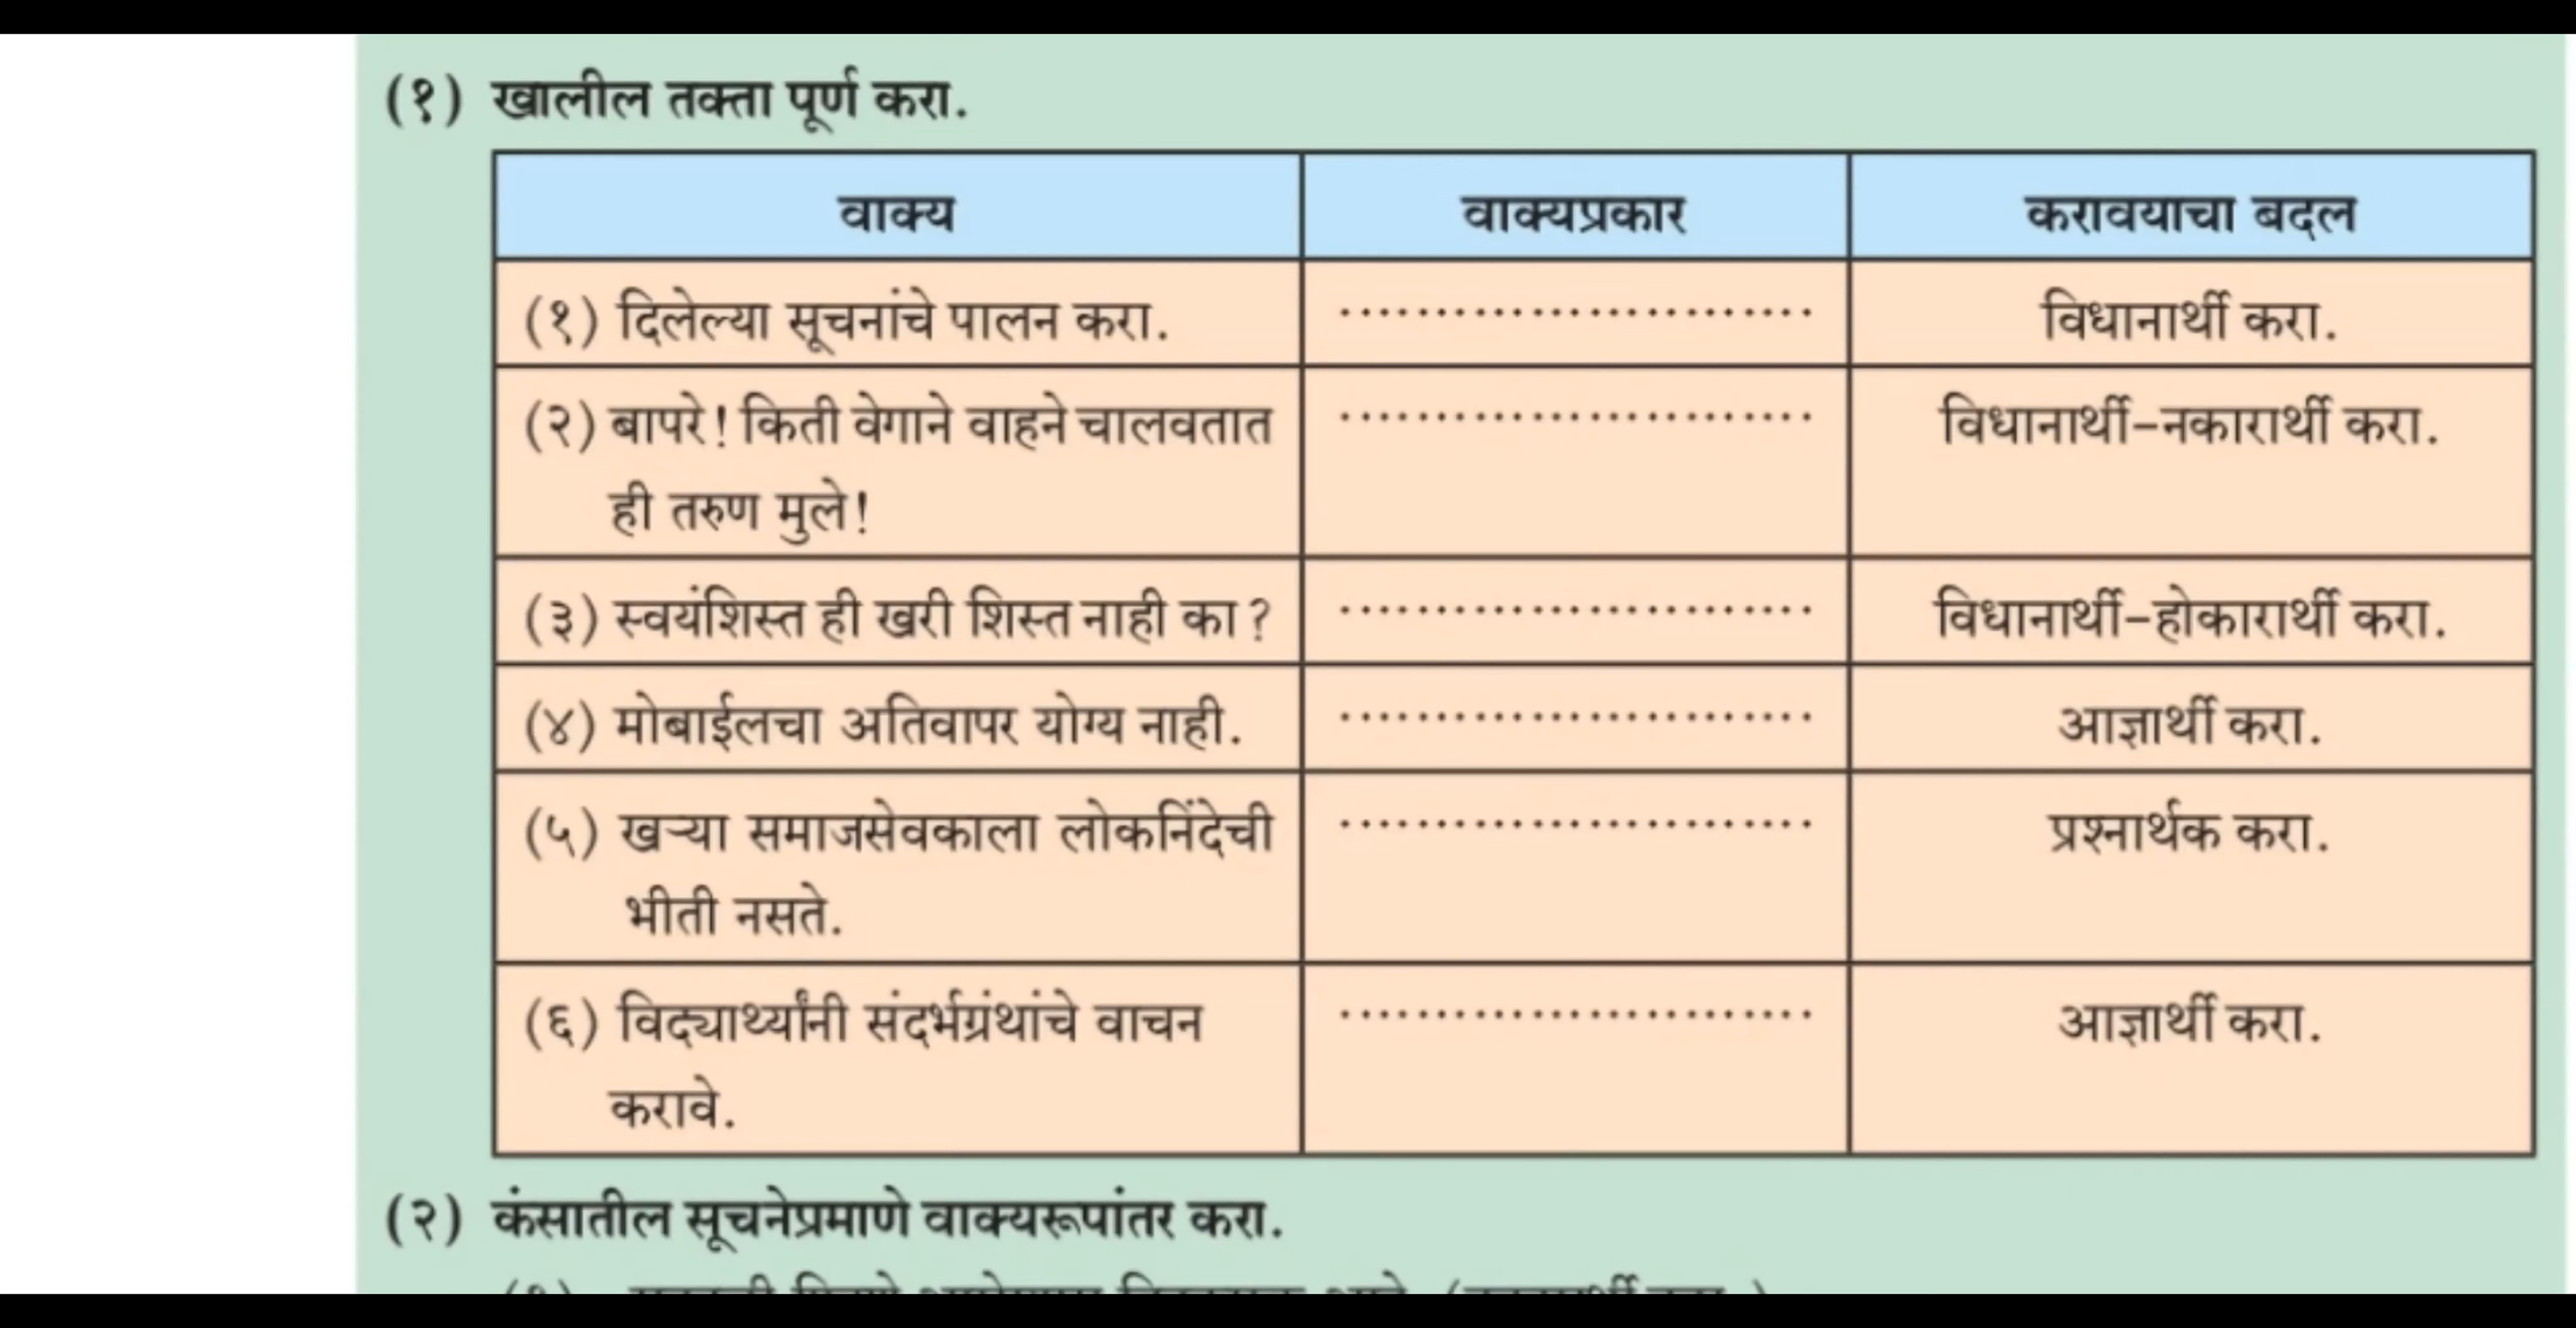 (१) खालील तक्ता पूर्ण करा.
वाक्य वाक्यप्रकार करावयाचा बदल
(१) दिलेल्या सूचनांचे पालन करा. ........................ विधानार्थी करा.
(२) बापरे! किती वेगाने वाहने चालवतात ........................ विधानार्थी-नकारार्थी करा.
ही तरुण मुले!
(३) स्वयंशिस्त ही खरी शिस्त नाही का? ........................ विधानार्थी-होकारार्थी करा.
(४) मोबाईलचा अतिवापर योग्य नाही. ........................ आज्ञार्थी करा.
(५) खऱ्या समाजसेवकाला लोकनिंदेची ........................ प्रश्नार्थक करा.
भीती नसते.
(६) विद्यार्थ्यांनी संदर्भग्रंथांचे वाचन ........................ आज्ञार्थी करा.
करावे.
(२) कंसातील सूचनेप्रमाणे वाक्यरूपांतर करा.